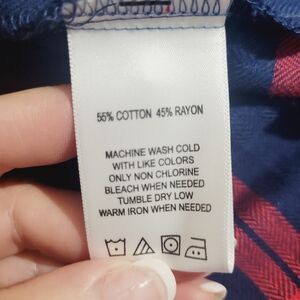 55% COTTON 45% RAYON
MACHINE WASH COLD
WITH LIKE COLORS
ONLY NON CHLORINE
BLEACH WHEN NEEDED
TUMBLE DRY LOW
WARM IRON WHEN NEEDED